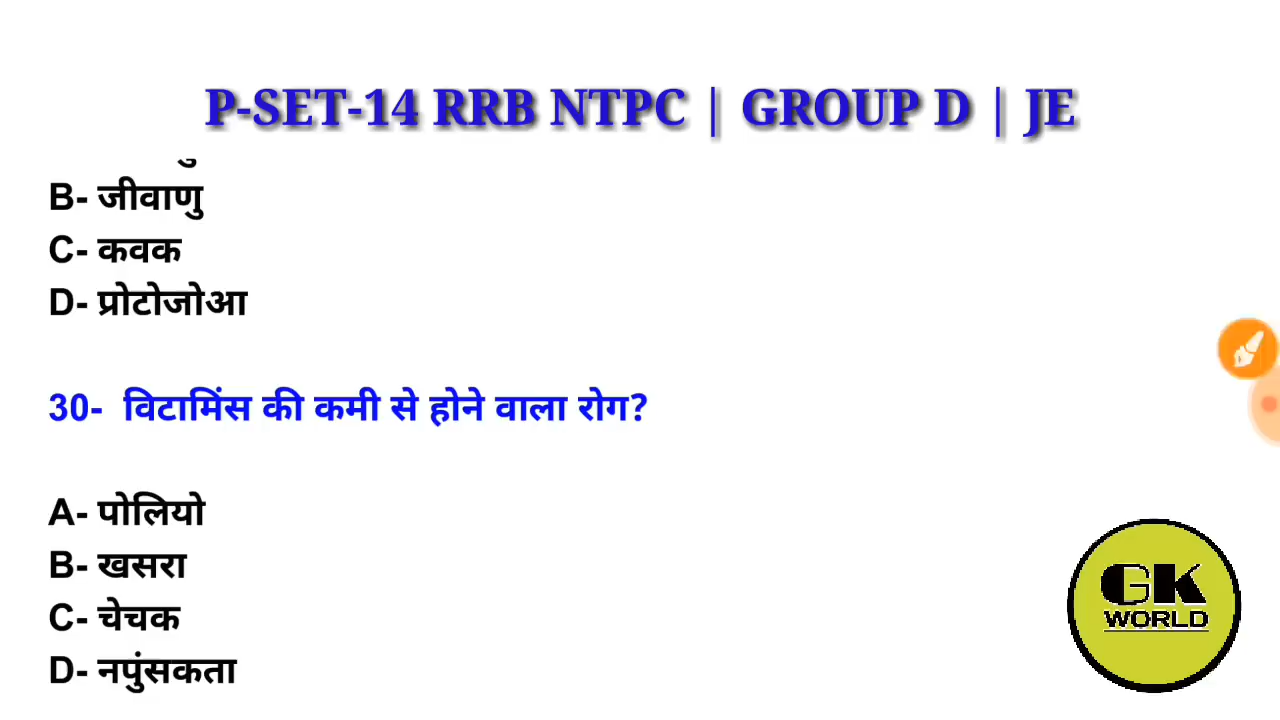 P-SET-14 RRB NTPC | GROUP D | JE
B- जीवाणु
C- कवक
D- प्रोटोजोआ
30- विटामिंस की कमी से होने वाला रोग?
A- पोलियो
B- खसरा
C- चेचक
D- नपुंसकता
GK
WORLD